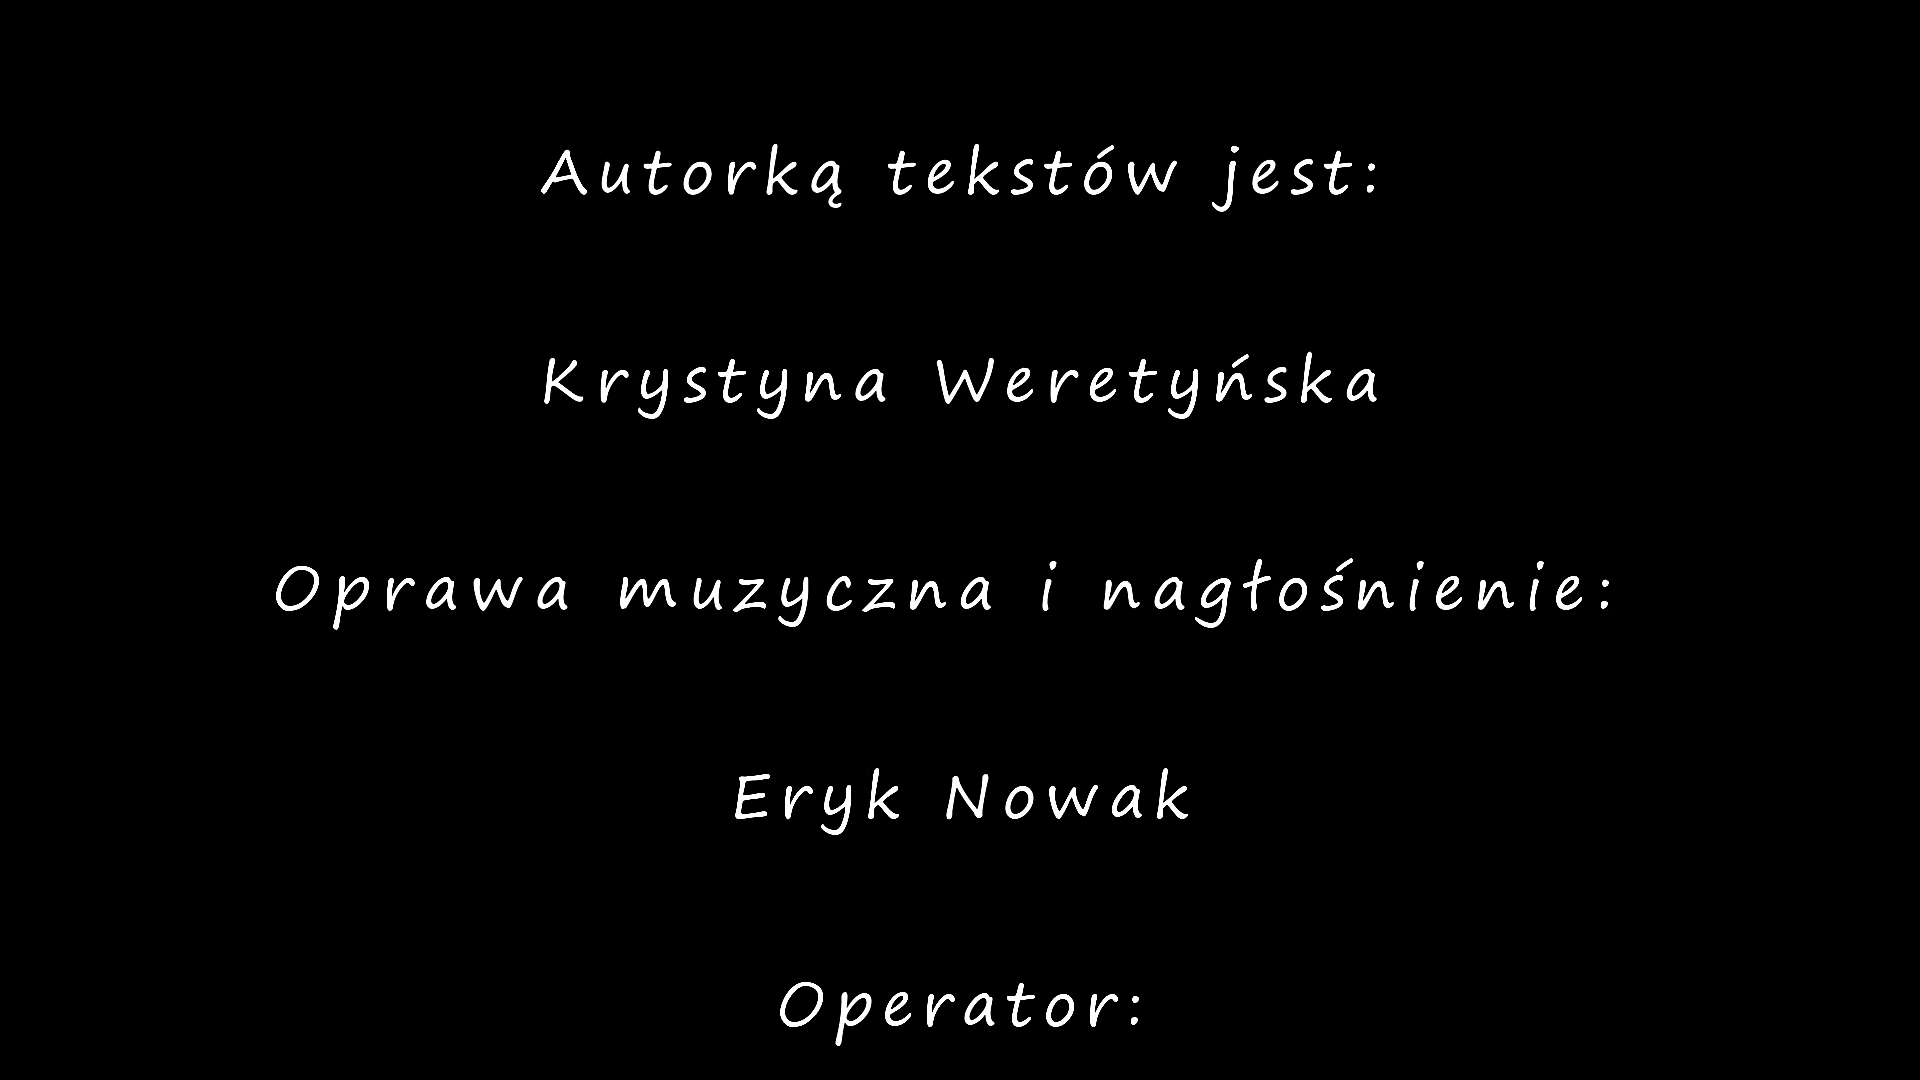 Autorką tekstów jest:
Krystyna Weretyńska
Oprawa muzyczna i nagłośnienie:
Eryk Nowak
Operator: